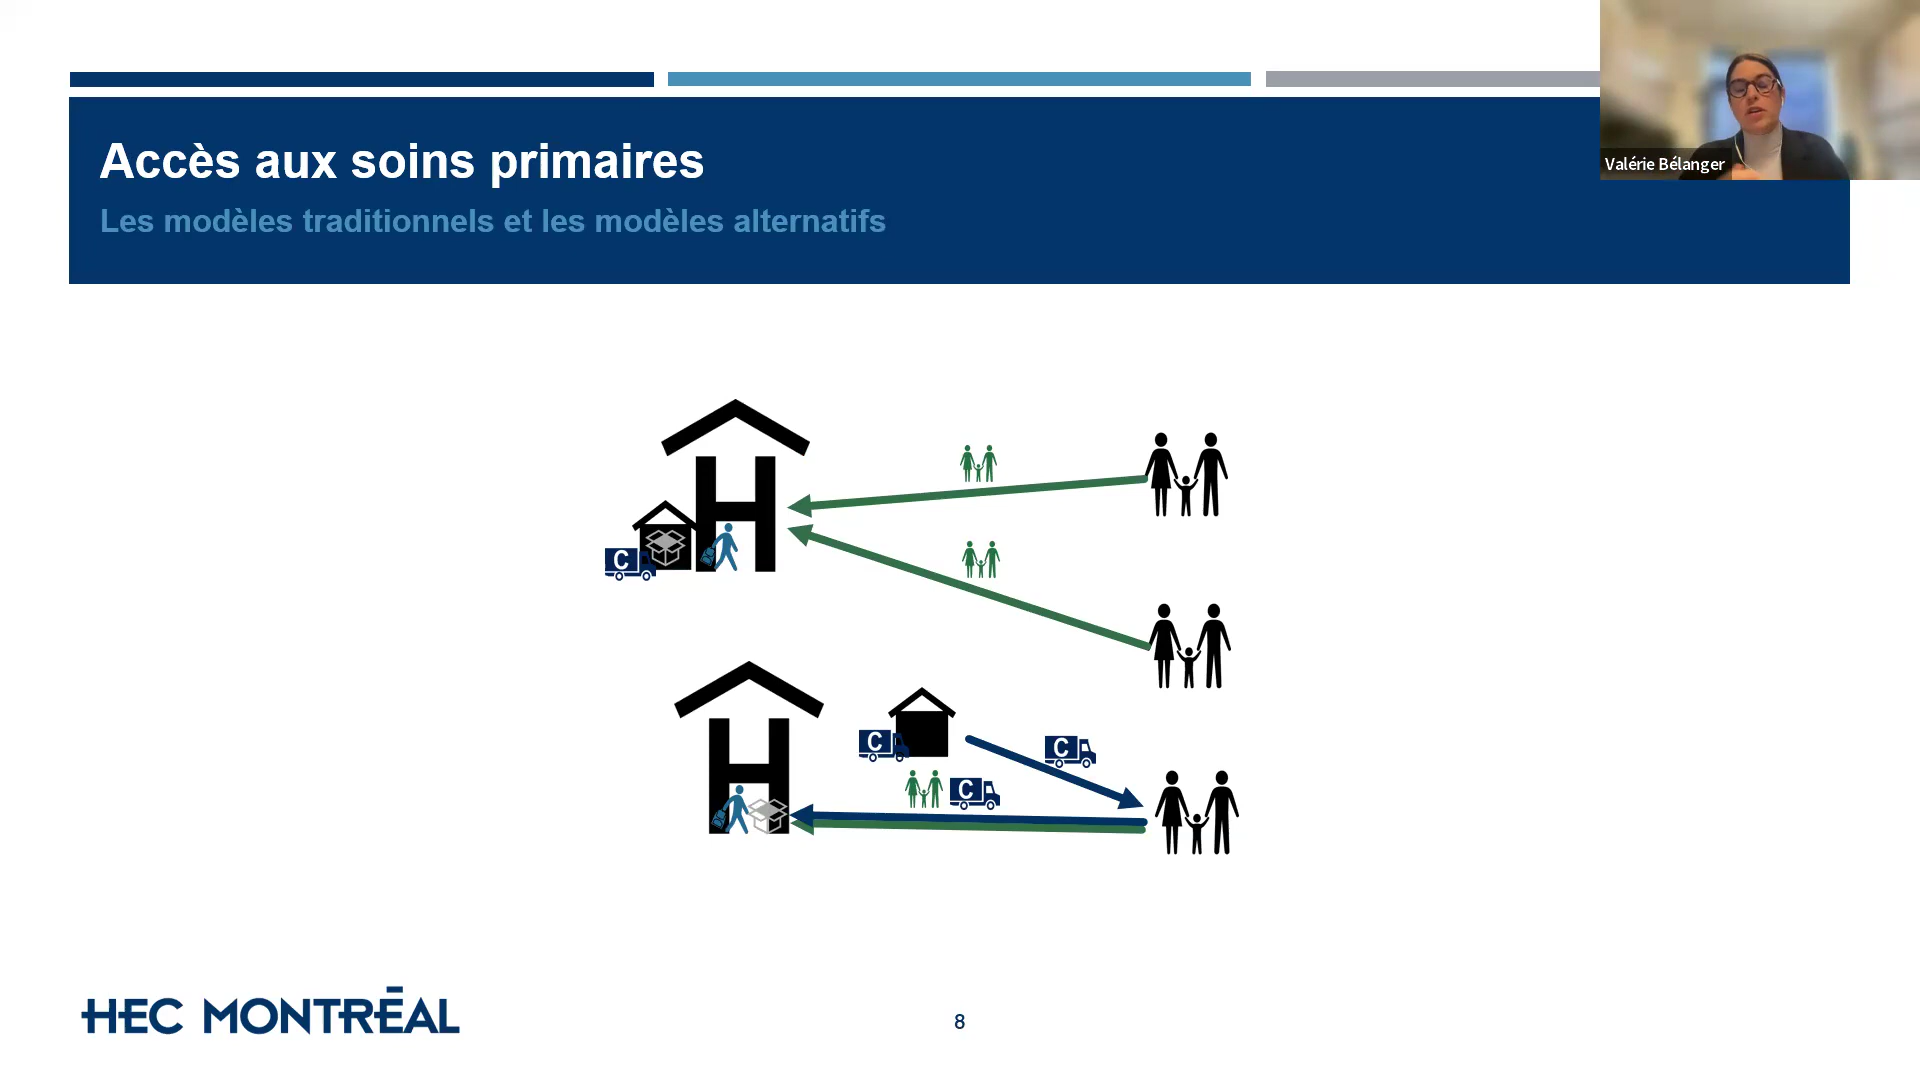 Accès aux soins primaires
Les modèles traditionnels et les modèles alternatifs
Valérie Bélanger
H
C
H
C
C
C
HEC MONTRÉAL
8